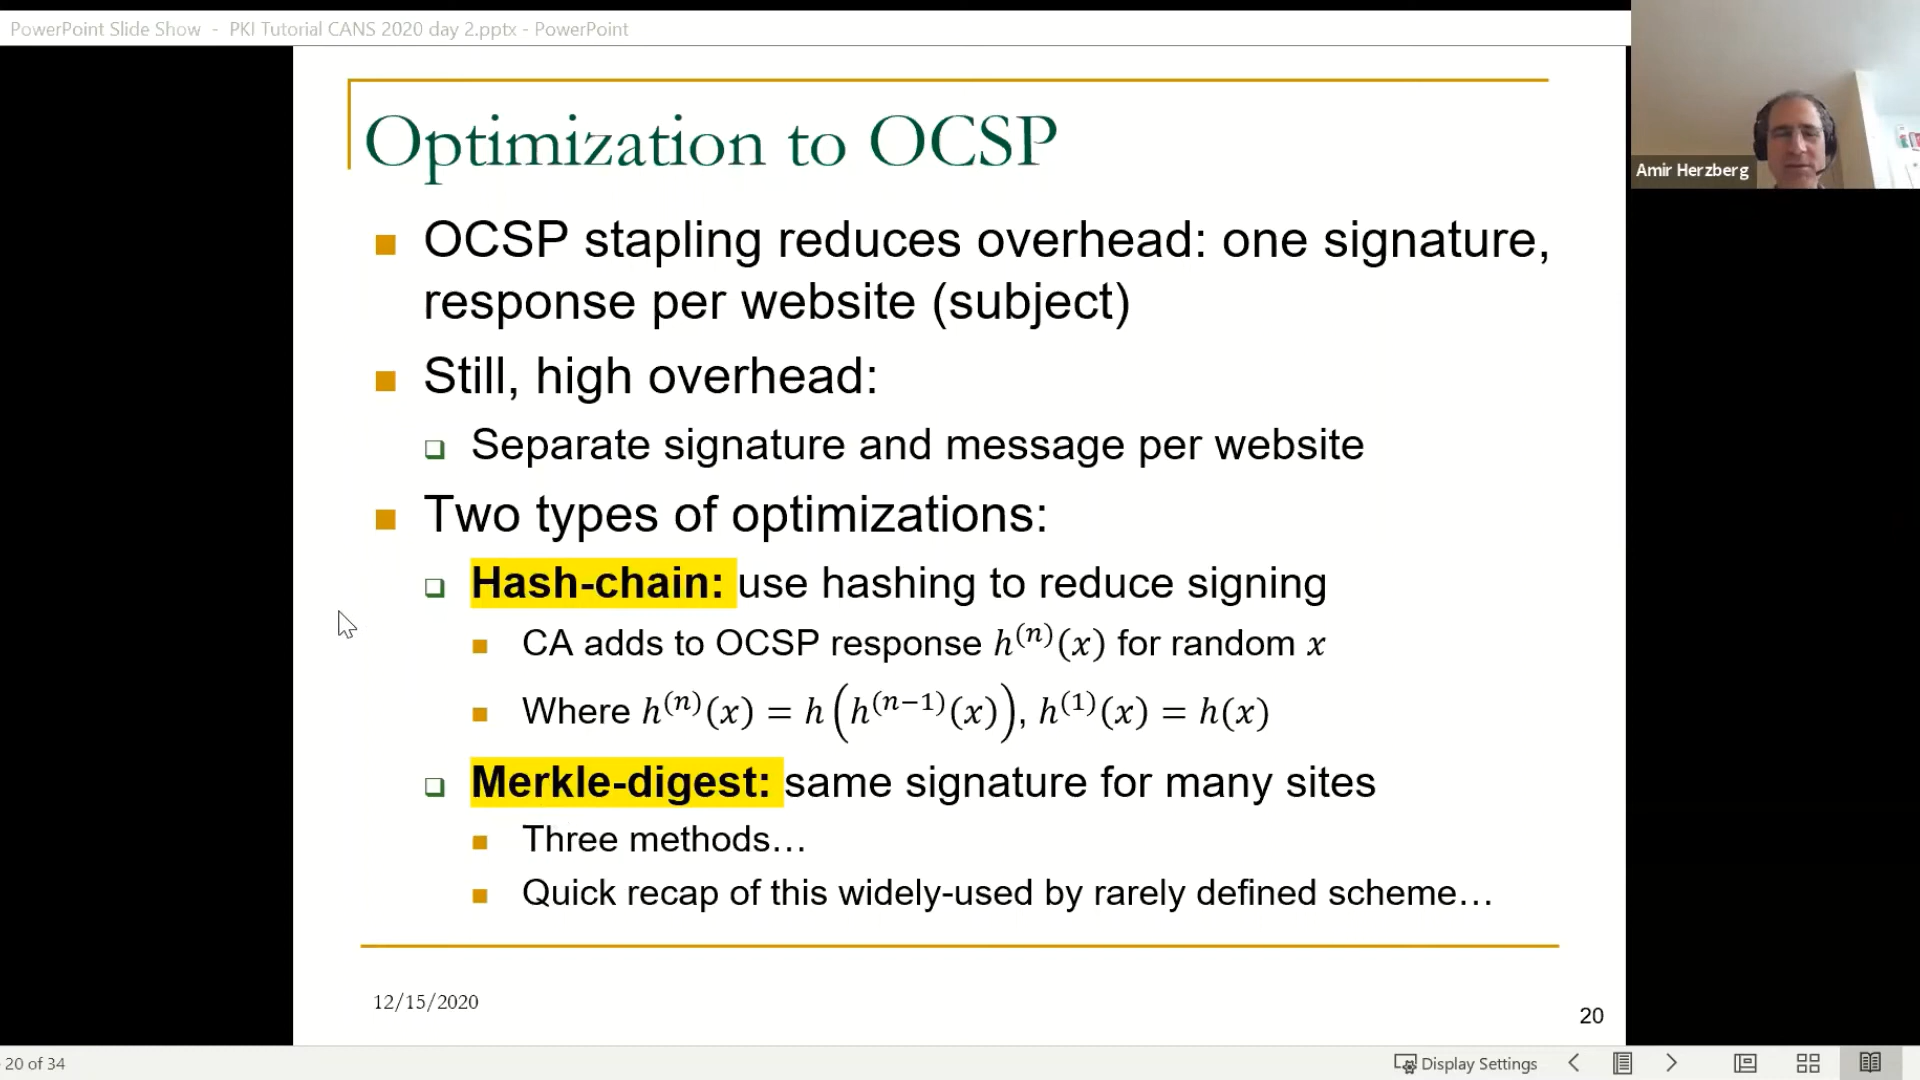 PowerPoint Slide Show - PKI Tutorial CANS 2020 day 2.pptx - PowerPoint
Amir Herzberg
Optimization to OCSP
OCSP stapling reduces overhead: one signature,
response per website (subject)
Still, high overhead:
Separate signature and message per website
Two types of optimizations:
Hash-chain: use hashing to reduce signing
CA adds to OCSP response h⁽ⁿ⁾(x) for random x
Where h⁽ⁿ⁾(x) = h(h⁽ⁿ⁻¹⁾(x)), h⁽¹⁾(x) = h(x)
Merkle-digest: same signature for many sites
Three methods…
Quick recap of this widely-used by rarely defined scheme…
12/15/2020
20
20 of 34
Display Settings